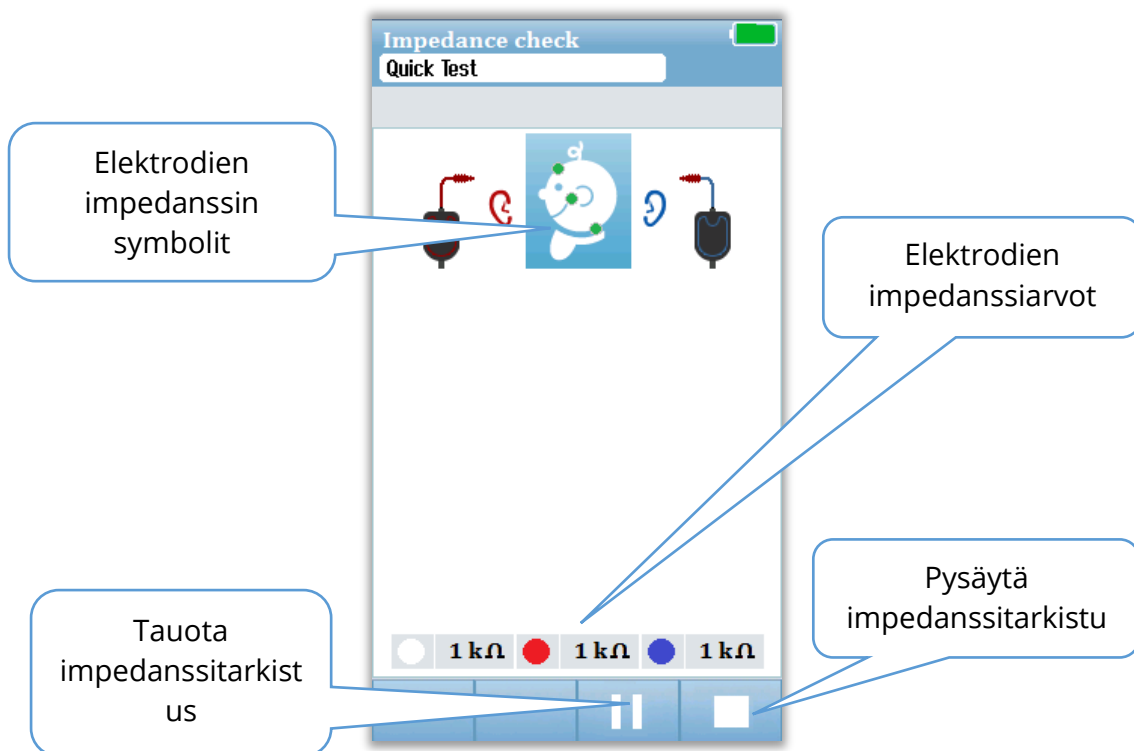 Impedance check
Quick Test
Elektrodien
impedanssin
symbolit
Elektrodien
impedanssiarvot
Pysäytä
impedanssitarkistu
Tauota
impedanssitarkist
us
1 kΩ 1 kΩ 1 kΩ